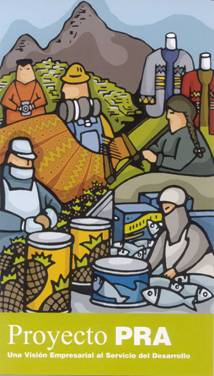 Proyecto PRA
Una Visión Empresarial al Servicio del Desarrollo